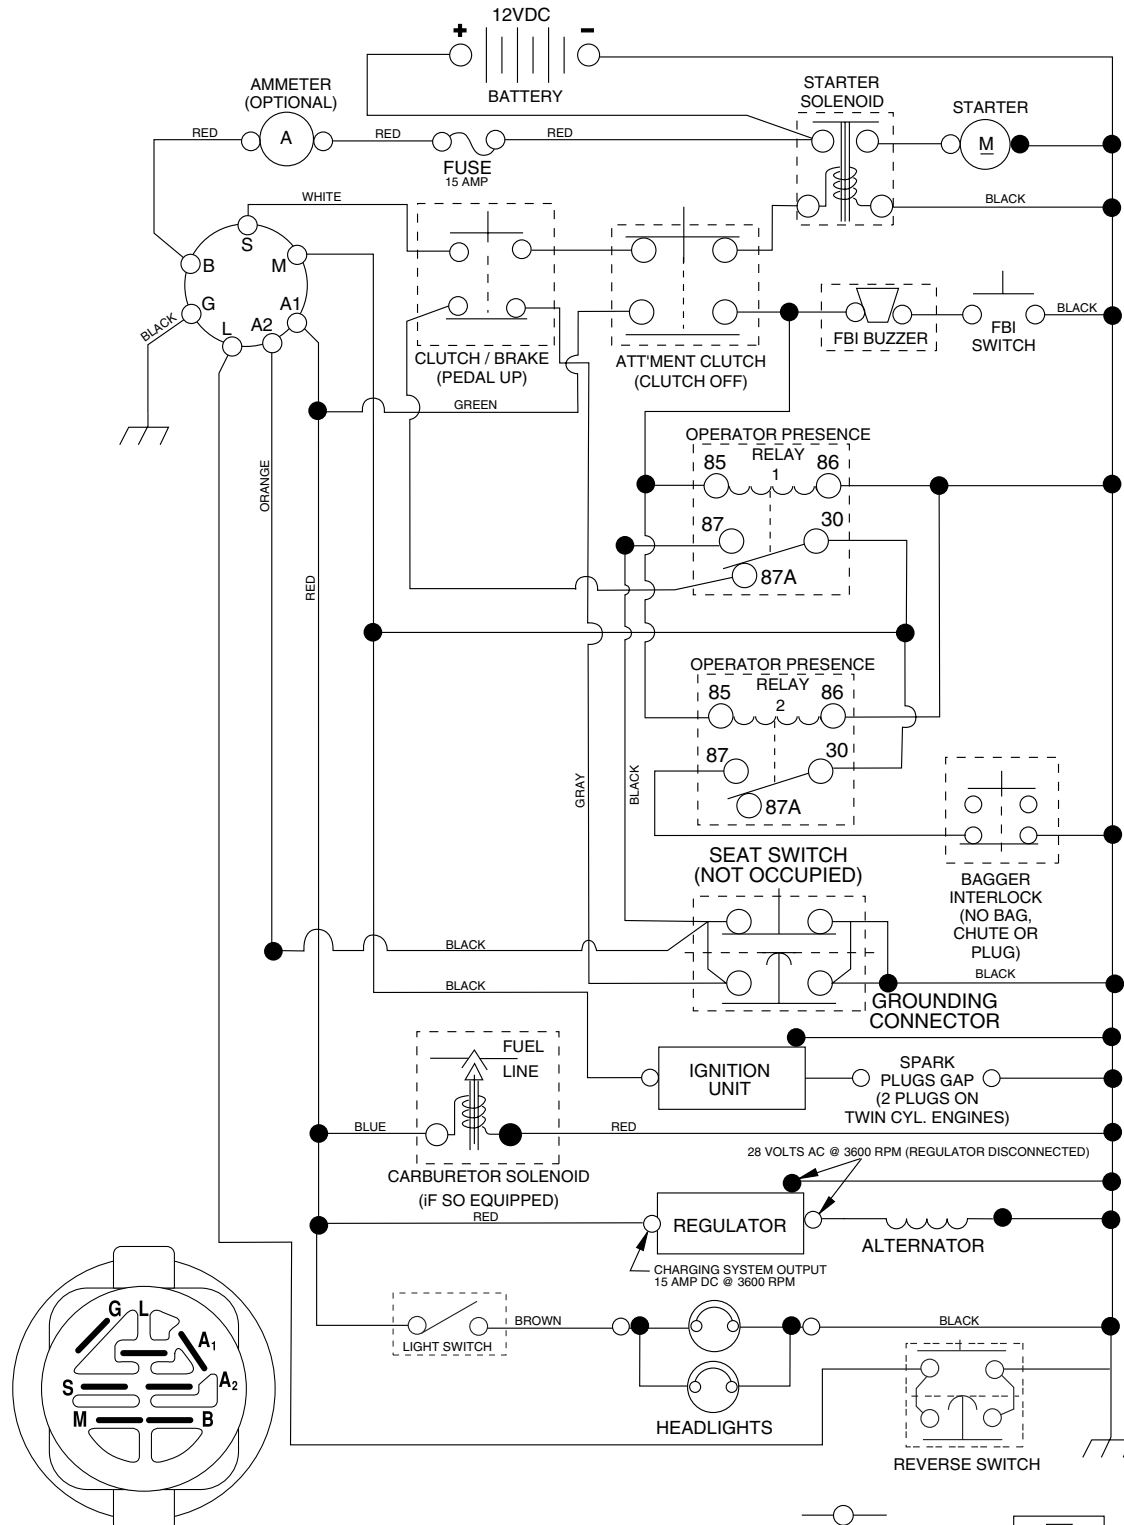 12VDC
+
–
BATTERY
AMMETER
(OPTIONAL)
RED
A
RED
FUSE
15 AMP
RED
STARTER
SOLENOID
STARTER
M
WHITE
BLACK
S
B
M
G
A1
L
A2
BLACK
CLUTCH / BRAKE
(PEDAL UP)
ATT'MENT CLUTCH
(CLUTCH OFF)
FBI BUZZER
FBI
SWITCH
BLACK
GREEN
ORANGE
RED
OPERATOR PRESENCE
RELAY
1
85
86
87
30
87A
OPERATOR PRESENCE
RELAY
2
85
86
87
30
87A
GRAY
BLACK
SEAT SWITCH
(NOT OCCUPIED)
BAGGER
INTERLOCK
(NO BAG,
CHUTE OR
PLUG)
BLACK
BLACK
BLACK
GROUNDING
CONNECTOR
FUEL
LINE
IGNITION
UNIT
SPARK
PLUGS GAP
(2 PLUGS ON
TWIN CYL. ENGINES)
BLUE
RED
CARBURETOR SOLENOID
(iF SO EQUIPPED)
28 VOLTS AC @ 3600 RPM (REGULATOR DISCONNECTED)
RED
REGULATOR
ALTERNATOR
CHARGING SYSTEM OUTPUT
15 AMP DC @ 3600 RPM
LIGHT SWITCH
BROWN
BLACK
HEADLIGHTS
REVERSE SWITCH
G
L
A1
A2
S
M
B